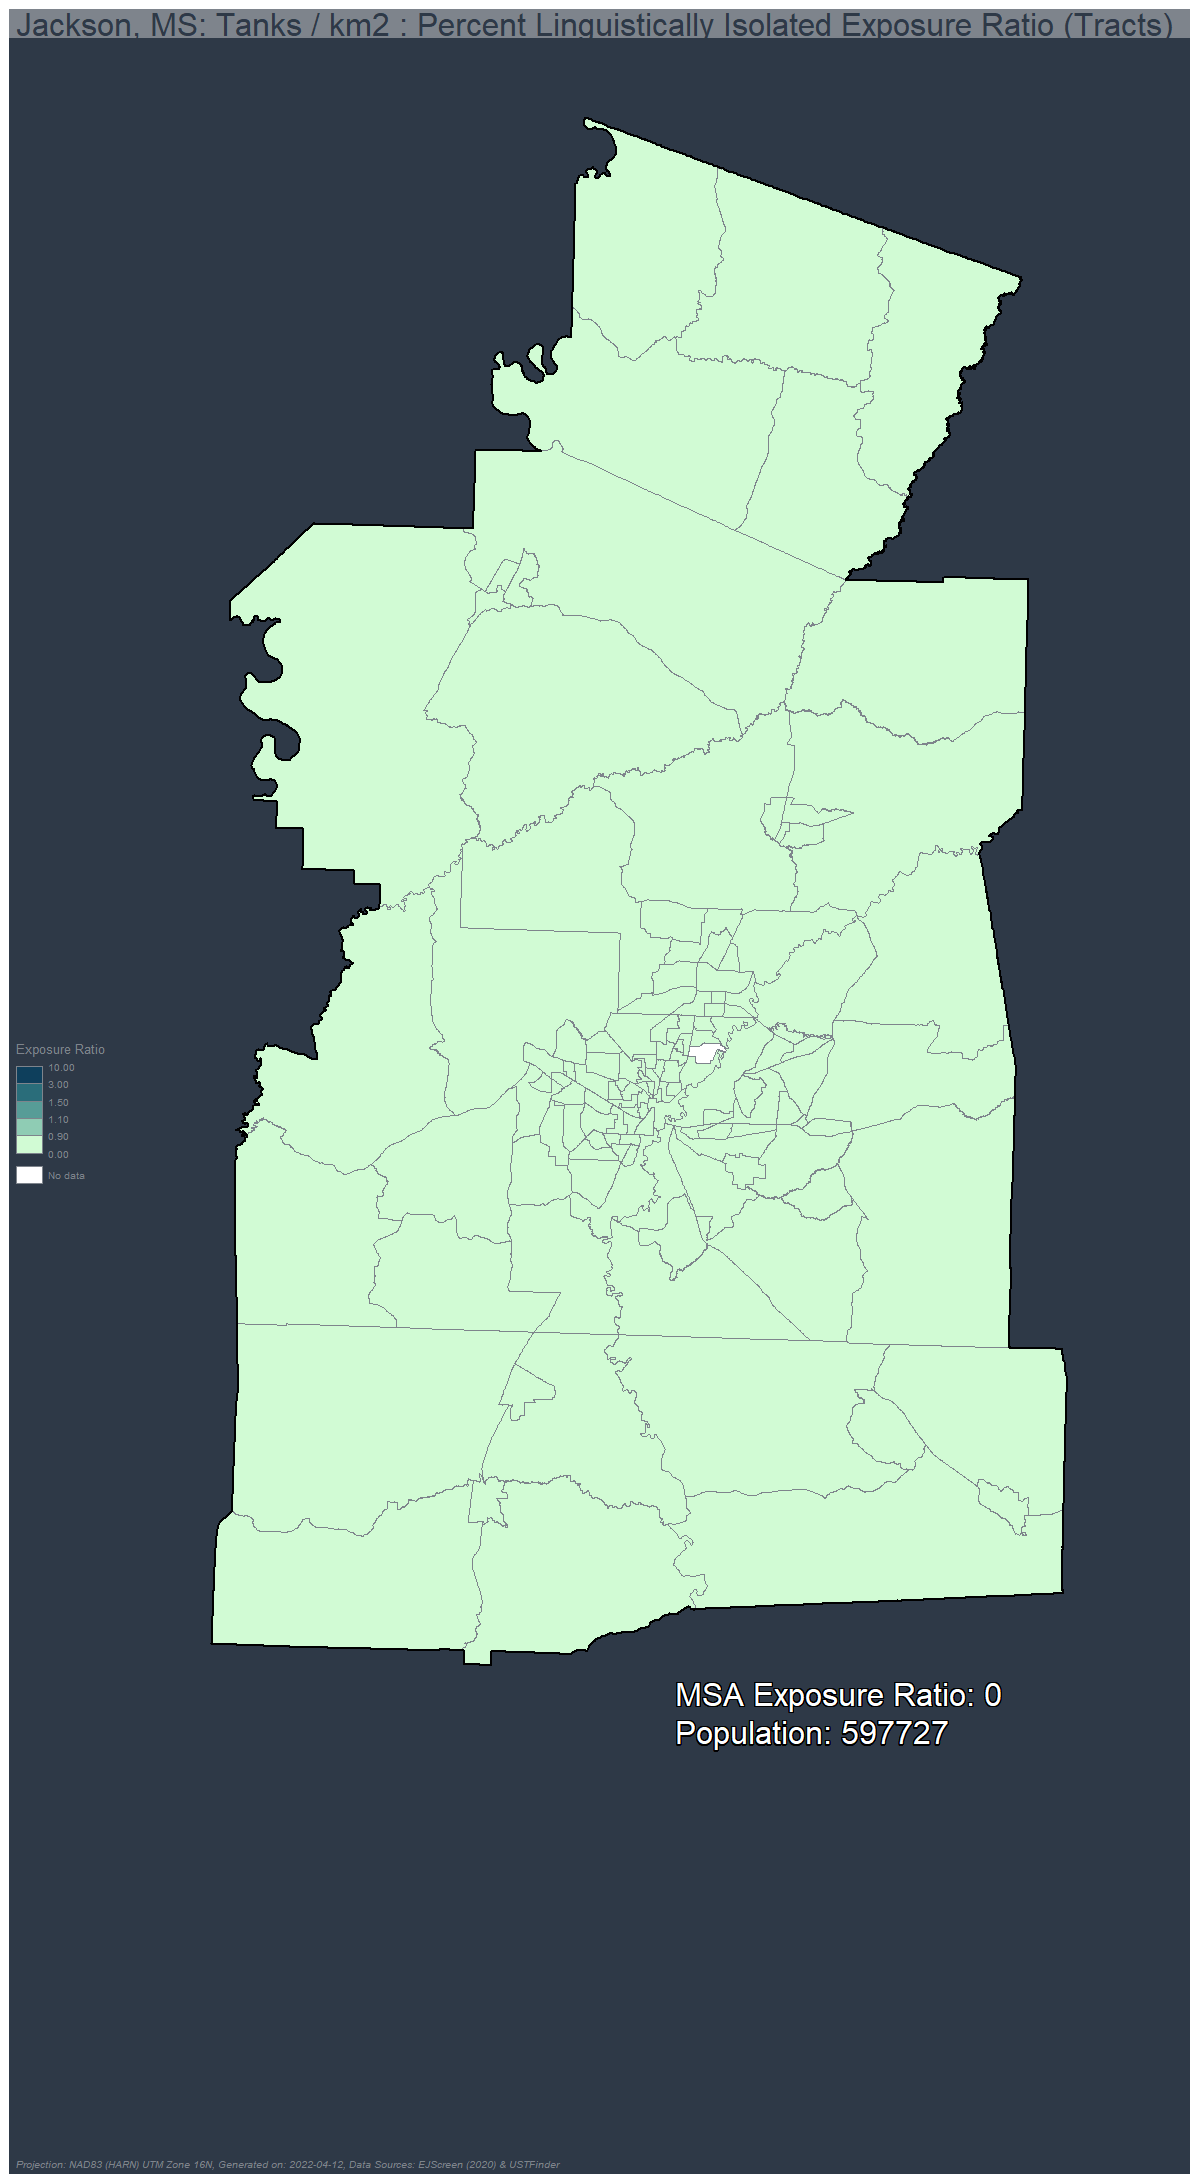 Jackson, MS: Tanks / km2 : Percent Linguistically Isolated Exposure Ratio (Tracts)
Exposure Ratio
10.00
3.00
1.50
1.10
0.90
0.00
No data
MSA Exposure Ratio: 0
Population: 597727
Projection: NAD83 (HARN) UTM Zone 16N, Generated on: 2022-04-12, Data Sources: EJScreen (2020) & USTFinder